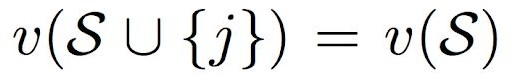 v(𝒮 ∪ {j}) = v(𝒮)